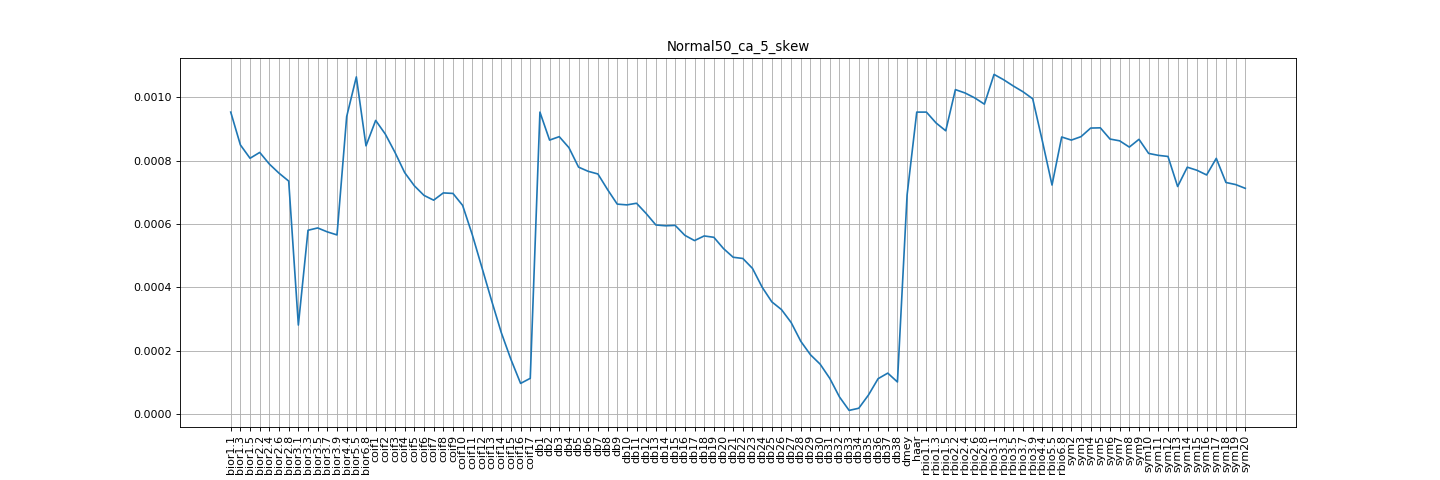 Normal50_ca_5_skew
0.0010
0.0008
0.0006
0.0004
0.0002
0.0000
bior1.1
bior1.3
bior1.5
bior2.2
bior2.4
bior2.6
bior2.8
bior3.1
bior3.3
bior3.5
bior3.7
bior3.9
bior4.4
bior5.5
bior6.8
coif1
coif2
coif3
coif4
coif5
coif6
coif7
coif8
coif9
coif10
coif11
coif12
coif13
coif14
coif15
coif16
coif17
db1
db2
db3
db4
db5
db6
db7
db8
db9
db10
db11
db12
db13
db14
db15
db16
db17
db18
db19
db20
db21
db22
db23
db24
db25
db26
db27
db28
db29
db30
db31
db32
db33
db34
db35
db36
db37
db38
dmey
haar
rbio1.1
rbio1.3
rbio1.5
rbio2.2
rbio2.4
rbio2.6
rbio2.8
rbio3.1
rbio3.3
rbio3.5
rbio3.7
rbio3.9
rbio4.4
rbio5.5
rbio6.8
sym2
sym3
sym4
sym5
sym6
sym7
sym8
sym9
sym10
sym11
sym12
sym13
sym14
sym15
sym16
sym17
sym18
sym19
sym20